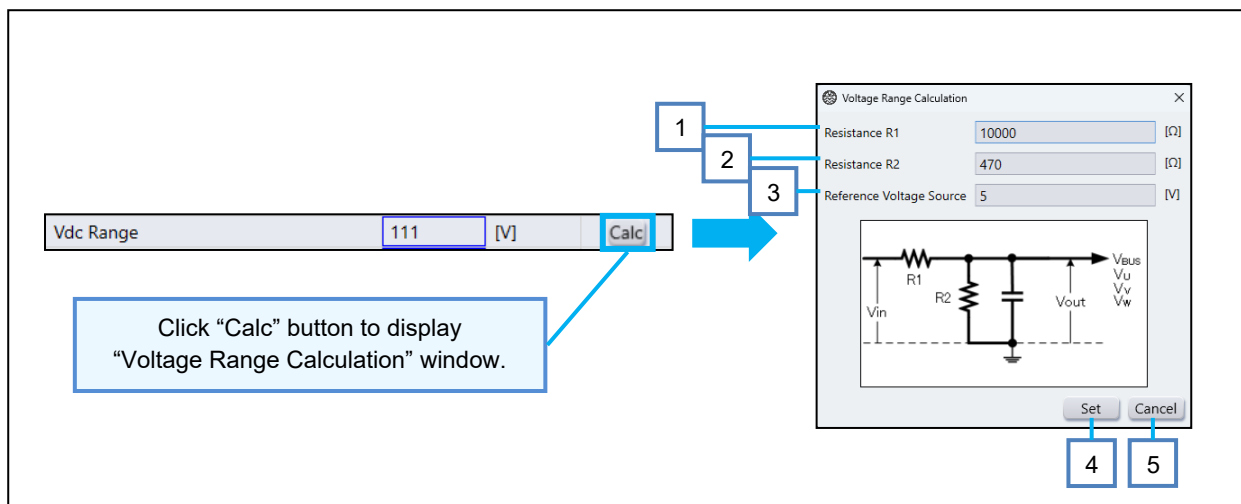 Vdc Range 111 [V] Calc
Click “Calc” button to display
“Voltage Range Calculation” window.
1
2
3
Voltage Range Calculation ×
Resistance R1 10000 [Ω]
Resistance R2 470 [Ω]
Reference Voltage Source 5 [V]
R1
R2
Vin
Vout
VBUS
VU
VV
VW
Set Cancel
4
5